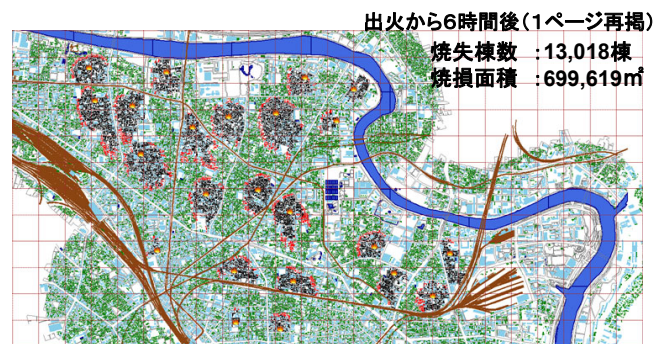 出火から6時間後(1ページ再掲)
焼失棟数 :13,018棟
焼損面積 :699,619㎡